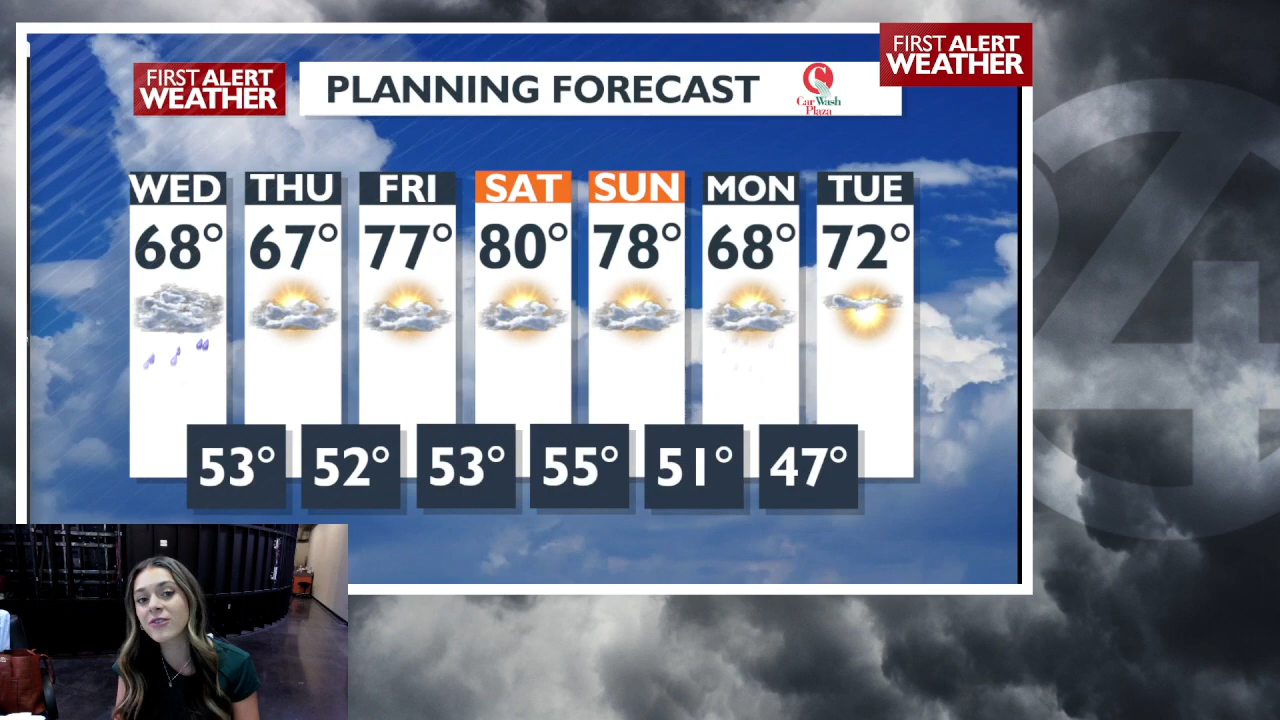 FIRST ALERT
WEATHER
PLANNING FORECAST
Car Wash
Plaza
FIRST ALERT
WEATHER
WED THU FRI SAT SUN MON TUE
68° 67° 77° 80° 78° 68° 72°
53° 52° 53° 55° 51° 47°
4